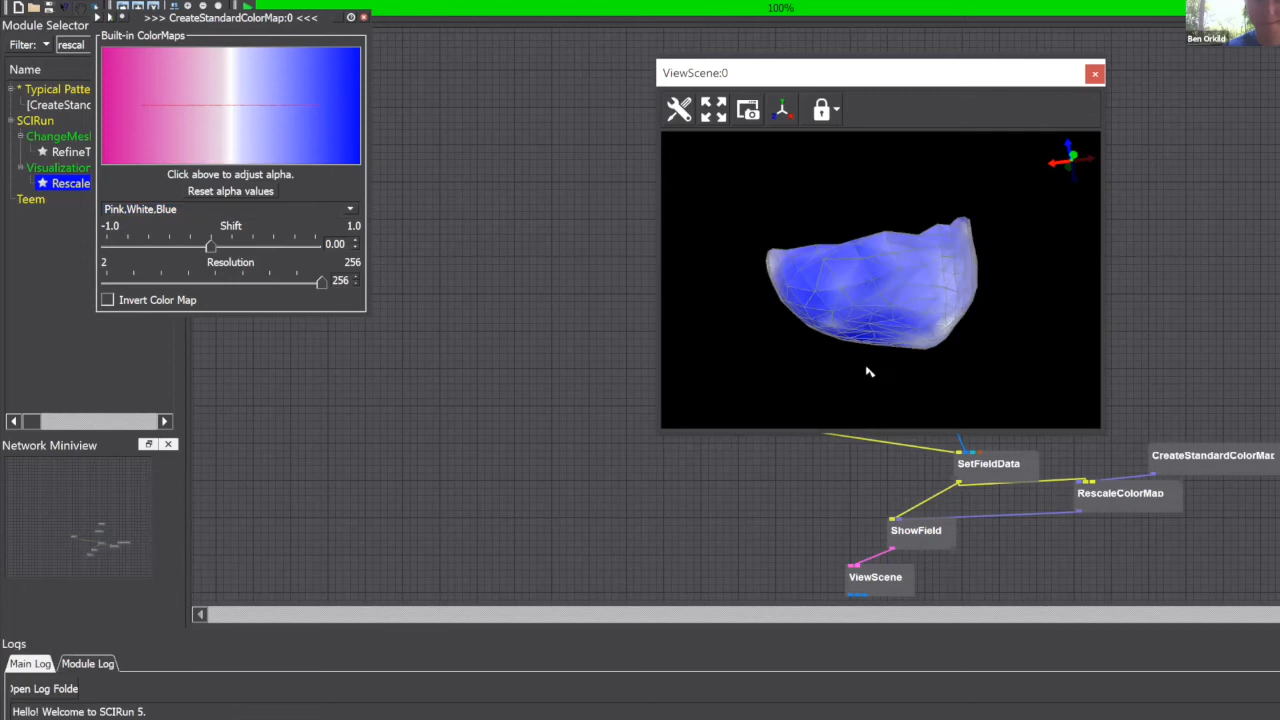 100%
Module Selector
>>> CreateStandardColorMap:0 <<<
Ben Orkild
Filter:
rescal
Built-in ColorMaps
Name
* Typical Patte
[CreateStanc
SCIRun
ChangeMesl
RefineT
Visualization
Rescale
Teem
Click above to adjust alpha.
Reset alpha values
Pink,White,Blue
-1.0 Shift 1.0
0.00
2 Resolution 256
256
Invert Color Map
ViewScene:0
Network Miniview
SetFieldData
CreateStandardColorMap
RescaleColorMap
ShowField
ViewScene
Logs
Main Log
Module Log
Open Log Folde
Hello! Welcome to SCIRun 5.